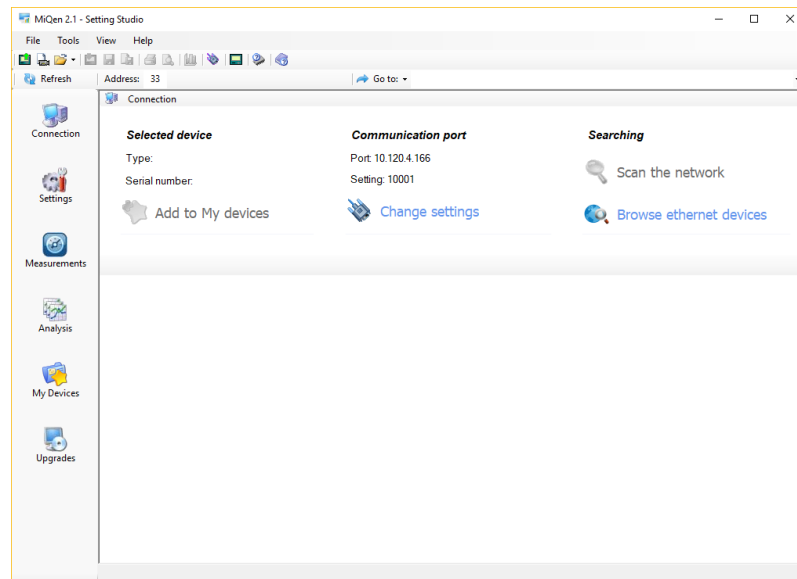 MiQen 2.1 - Setting Studio
File Tools View Help
Refresh Address: 33 Go to:
Connection
Connection
Settings
Measurements
Analysis
My Devices
Upgrades
Selected device
Type:
Serial number:
Add to My devices
Communication port
Port: 10.120.4.166
Setting: 10001
Change settings
Searching
Scan the network
Browse ethernet devices